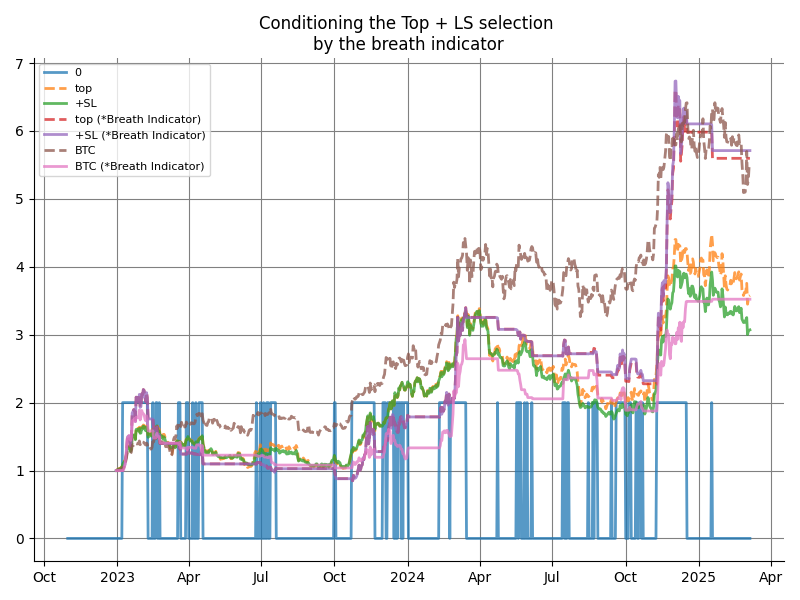 Conditioning the Top + LS selection
by the breath indicator
7
6
5
4
3
2
1
0
0
top
+SL
top (*Breath Indicator)
+SL (*Breath Indicator)
BTC
BTC (*Breath Indicator)
Oct
2023
Apr
Jul
Oct
2024
Apr
Jul
Oct
2025
Apr